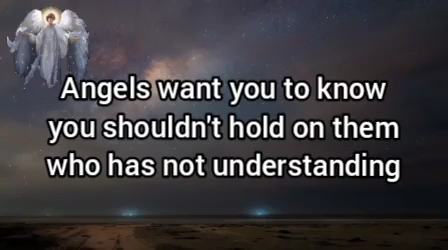 Angels want you to know
you shouldn't hold on them
who has not understanding